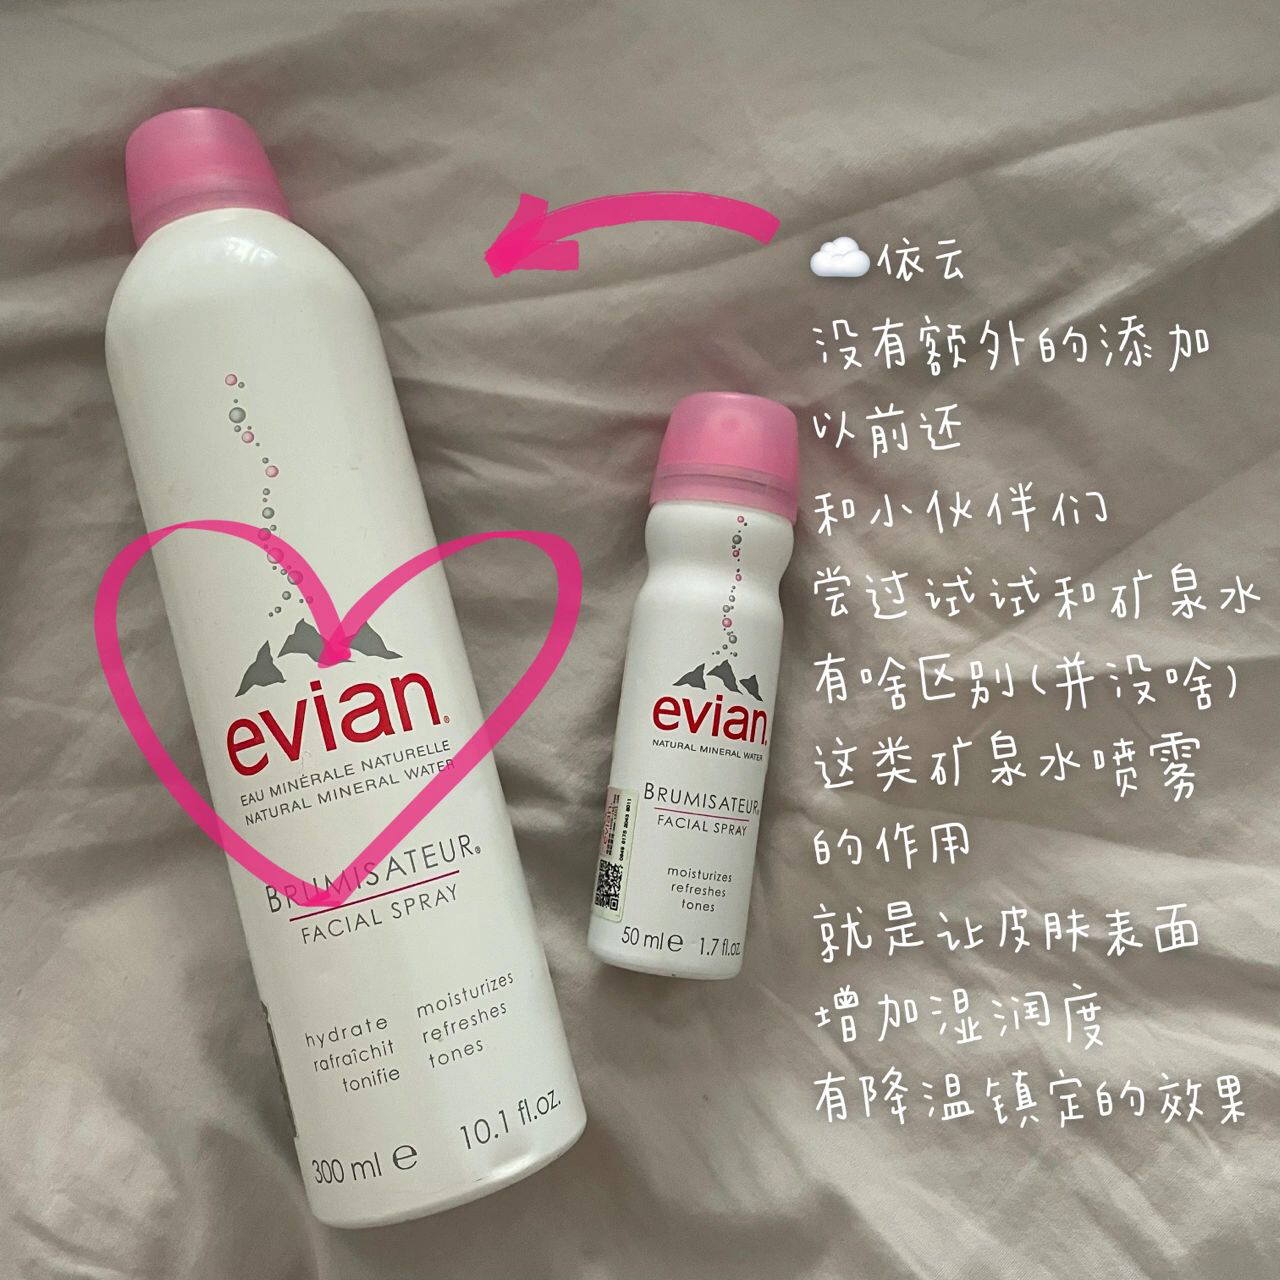 ☁️依云
没有额外的添加
以前还
和小伙伴们
尝过试试和矿泉水
有啥区别(并没啥)
这类矿泉水喷雾
的作用
就是让皮肤表面
增加湿润度
有降温镇定的效果
evian®
EAU MINÉRALE NATURELLE
NATURAL MINERAL WATER
BRUMISATEUR®
FACIAL SPRAY
hydrate moisturizes
rafraîchit refreshes
tonifie tones
300 ml e 10.1 fl.oz.
evian®
NATURAL MINERAL WATER
BRUMISATEUR®
FACIAL SPRAY
moisturizes
refreshes
tones
50 ml e 1.7 fl.oz.